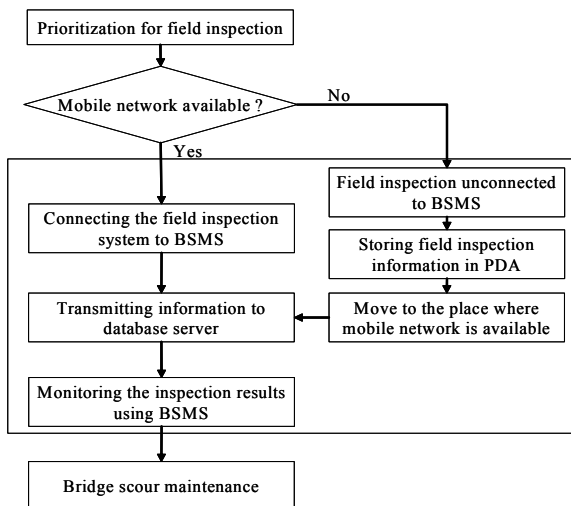 Prioritization for field inspection
Mobile network available ?
No
Yes
Field inspection unconnected
to BSMS
Connecting the field inspection
system to BSMS
Storing field inspection
information in PDA
Transmitting information to
database server
Move to the place where
mobile network is available
Monitoring the inspection results
using BSMS
Bridge scour maintenance